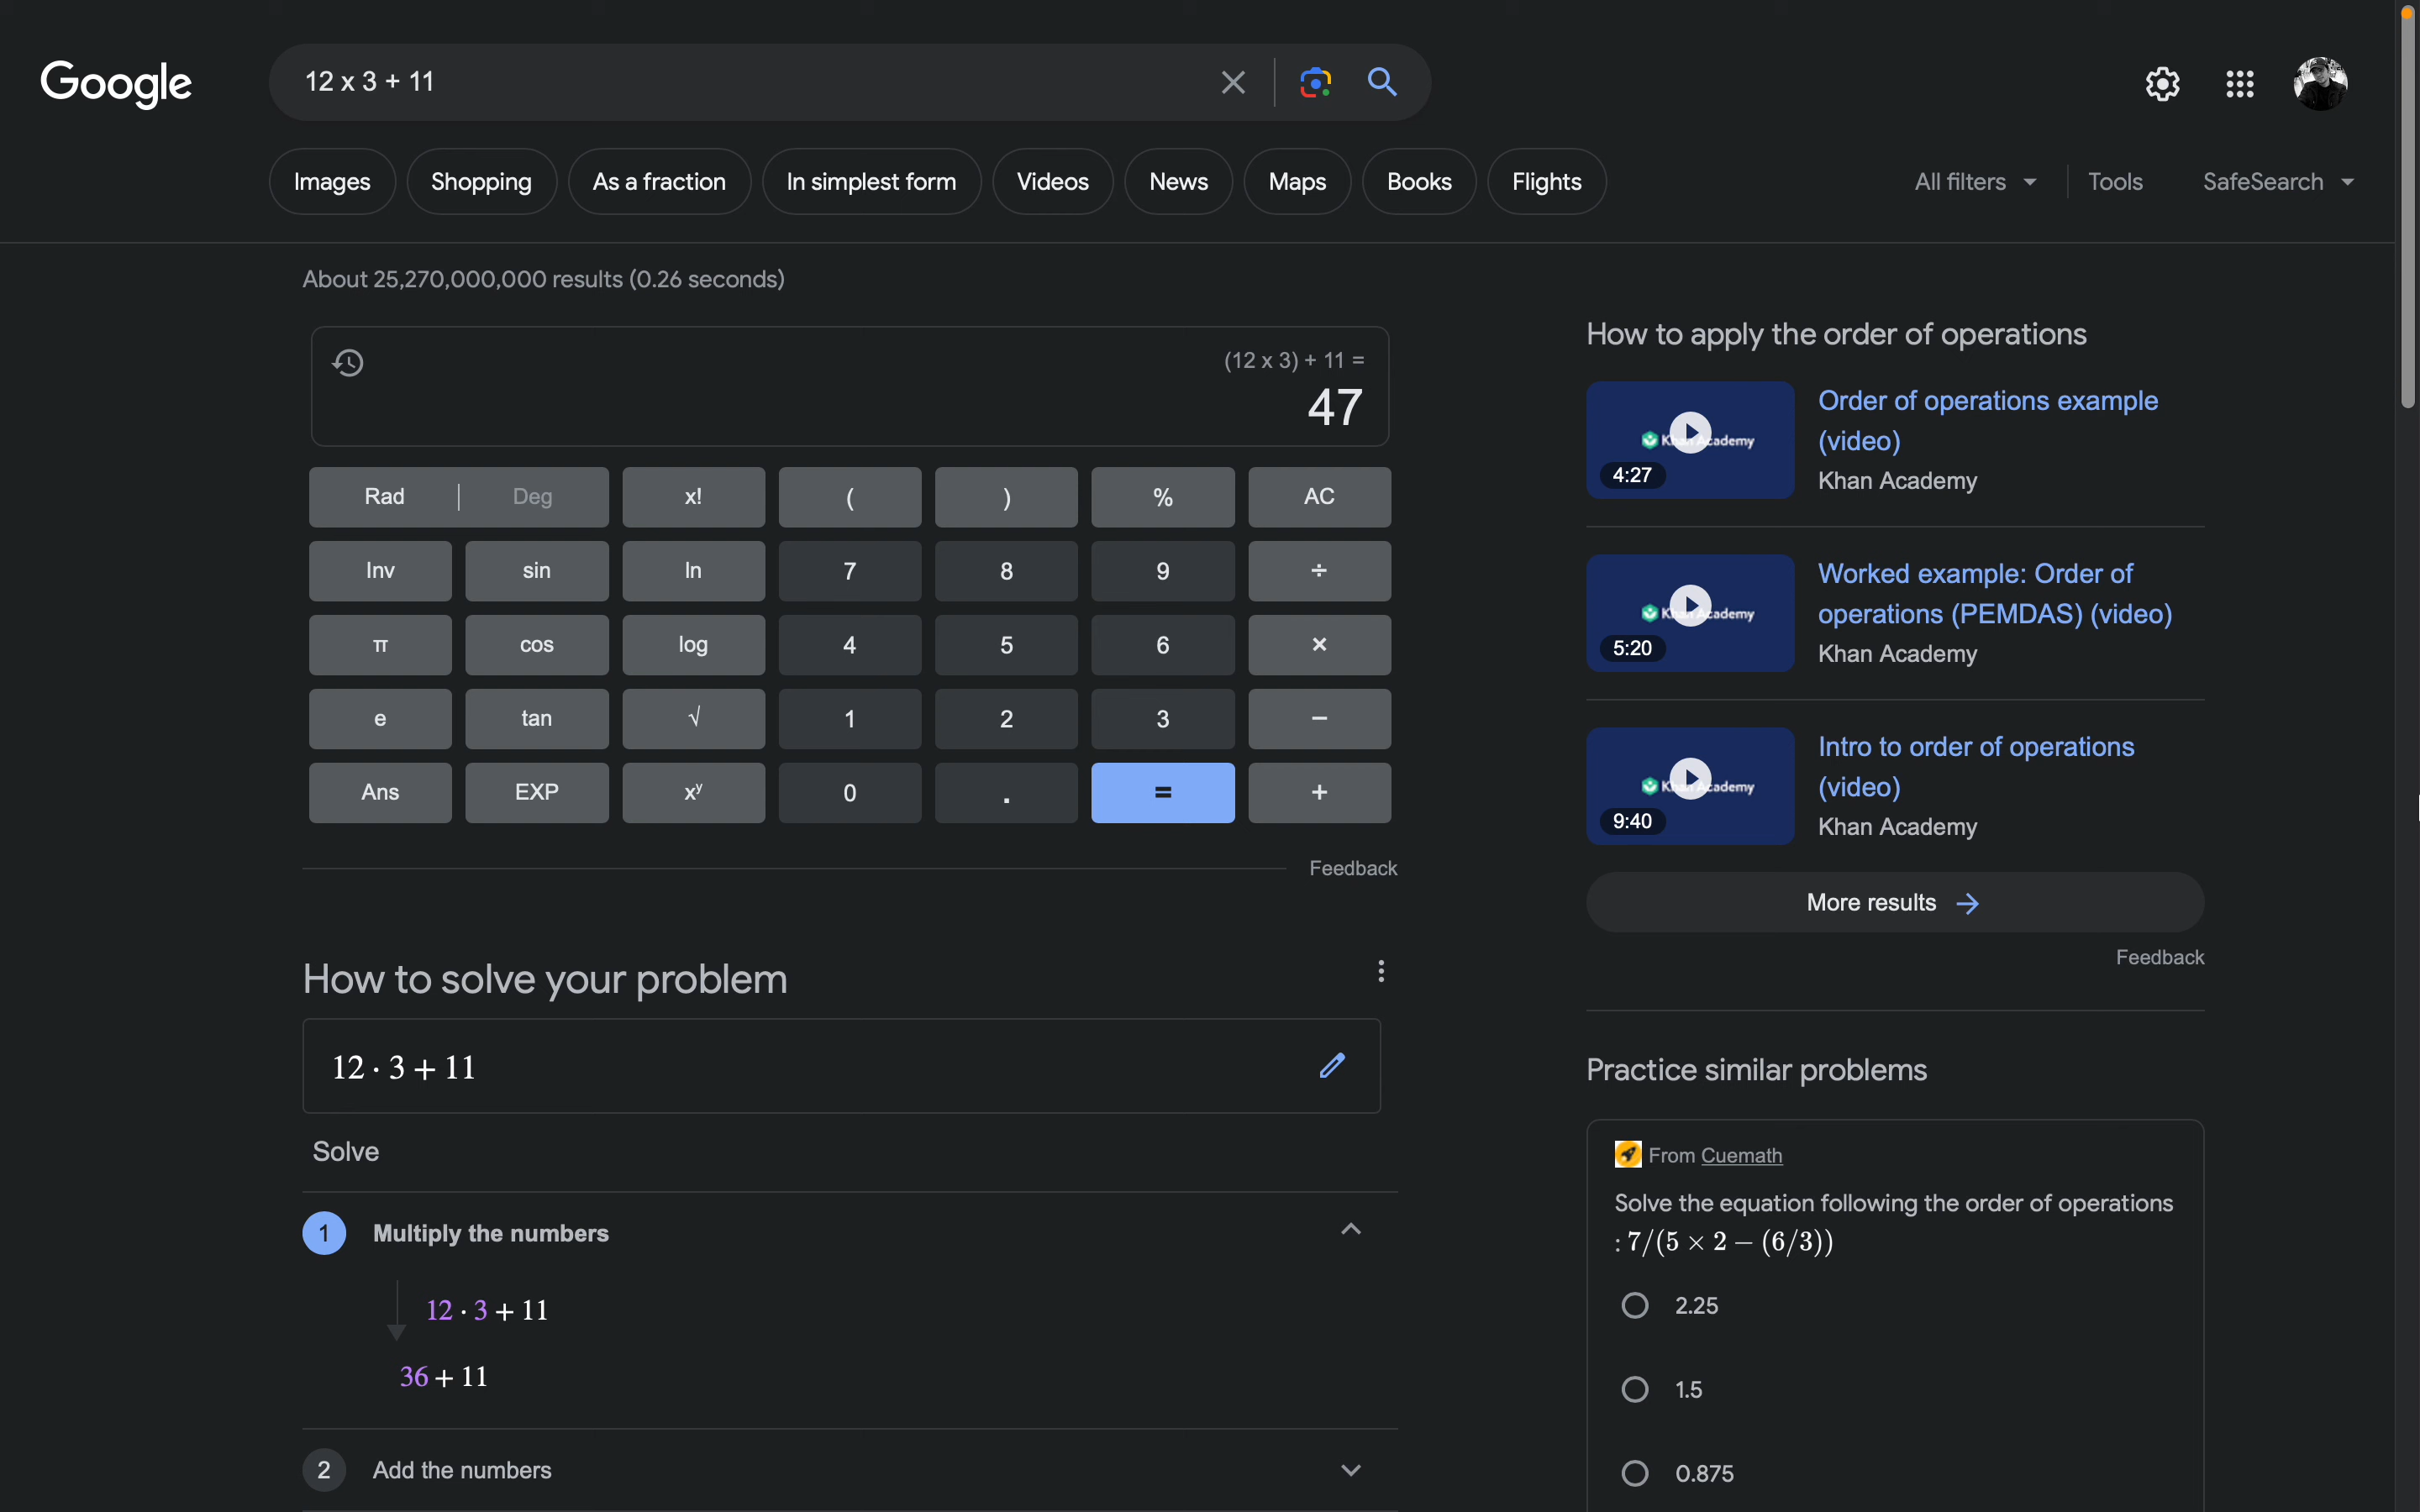 Google
12 x 3 + 11
Images
Shopping
As a fraction
In simplest form
Videos
News
Maps
Books
Flights
All filters
Tools
SafeSearch
About 25,270,000,000 results (0.26 seconds)
(12 x 3) + 11 =
47
Rad | Deg
x!
(
)
%
AC
Inv
sin
ln
7
8
9
÷
π
cos
log
4
5
6
×
e
tan
√
1
2
3
−
Ans
EXP
xʸ
0
.
=
+
Feedback
How to solve your problem
12 · 3 + 11
Solve
1
Multiply the numbers
12 · 3 + 11
36 + 11
2
Add the numbers
How to apply the order of operations
Khan Academy
4:27
Order of operations example
(video)
Khan Academy
Khan Academy
5:20
Worked example: Order of
operations (PEMDAS) (video)
Khan Academy
Khan Academy
9:40
Intro to order of operations
(video)
Khan Academy
More results
Feedback
Practice similar problems
From Cuemath
Solve the equation following the order of operations
: 7/(5 × 2 − (6/3))
2.25
1.5
0.875